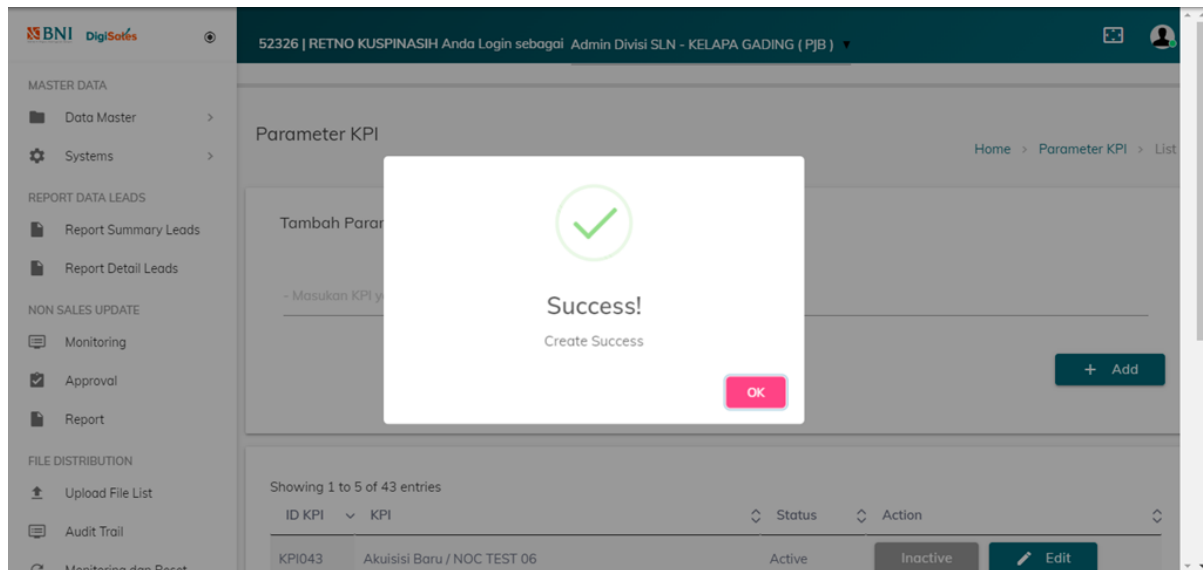 BNI DigiSales
52326 | RETNO KUSPINASIH Anda Login sebagai Admin Divisi SLN - KELAPA GADING ( PJB )
MASTER DATA
Data Master
Systems
REPORT DATA LEADS
Report Summary Leads
Report Detail Leads
NON SALES UPDATE
Monitoring
Approval
Report
FILE DISTRIBUTION
Upload File List
Audit Trail
Monitoring dan Reset
Parameter KPI
Home > Parameter KPI > List
Tambah Parar
- Masukan KPI y
Success!
Create Success
OK
+ Add
Showing 1 to 5 of 43 entries
ID KPI KPI Status Action
KPI043 Akuisisi Baru / NOC TEST 06 Active Inactive Edit